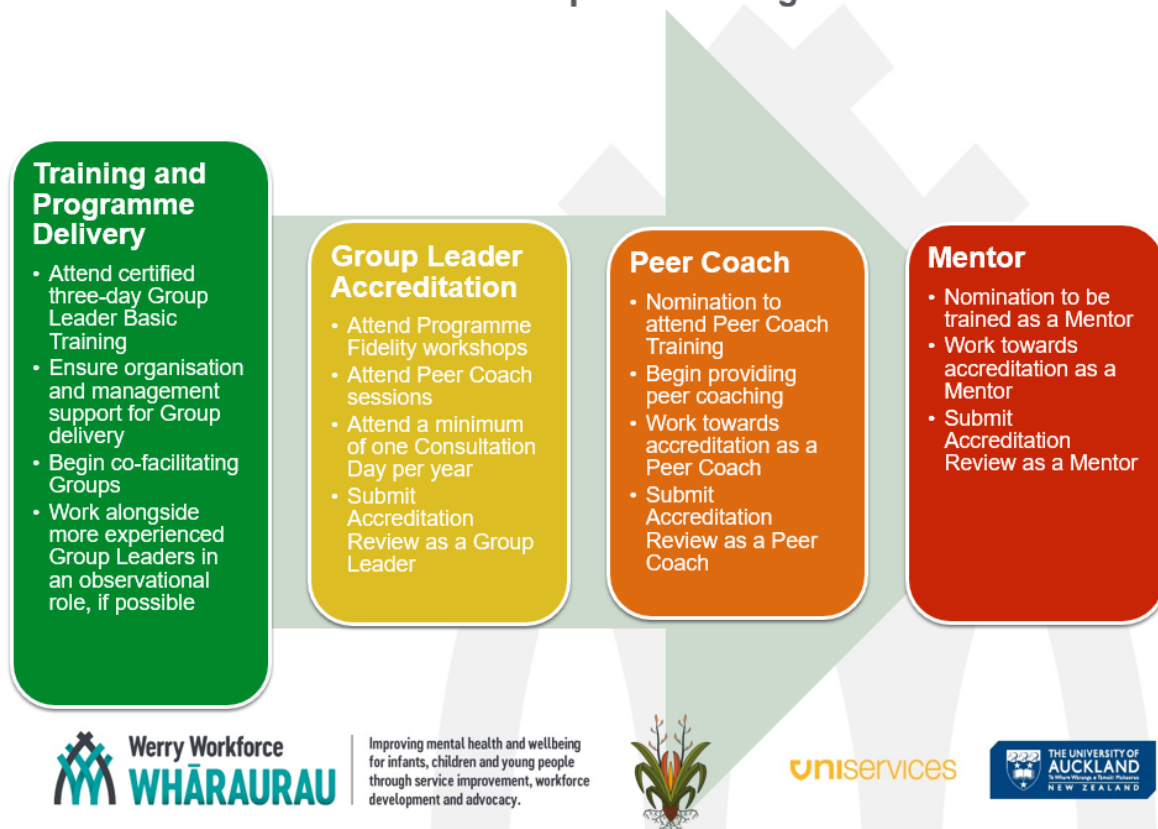 Training and
Programme
Delivery
• Attend certified
three-day Group
Leader Basic
Training
• Ensure organisation
and management
support for Group
delivery
• Begin co-facilitating
Groups
• Work alongside
more experienced
Group Leaders in
an observational
role, if possible
Group Leader
Accreditation
• Attend Programme
Fidelity workshops
• Attend Peer Coach
sessions
• Attend a minimum
of one Consultation
Day per year
• Submit
Accreditation
Review as a Group
Leader
Peer Coach
• Nomination to
attend Peer Coach
Training
• Begin providing
peer coaching
• Work towards
accreditation as a
Peer Coach
• Submit
Accreditation
Review as a Peer
Coach
Mentor
• Nomination to be
trained as a Mentor
• Work towards
accreditation as a
Mentor
• Submit
Accreditation
Review as a Mentor
Werry Workforce
WHĀRAURAU
Improving mental health and wellbeing
for infants, children and young people
through service improvement, workforce
development and advocacy.
UNISERVICES
THE UNIVERSITY OF
AUCKLAND
NEW ZEALAND